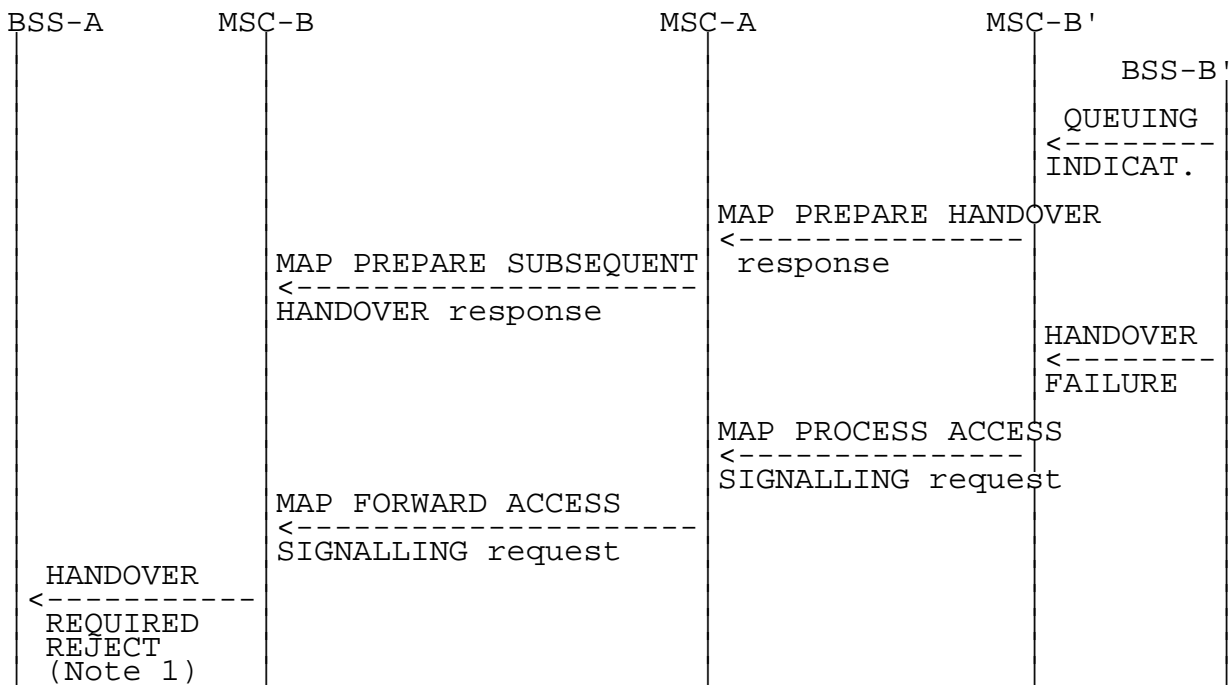 BSS-A MSC-B MSC-A MSC-B'
BSS-B'
QUEUING
INDICAT.
MAP PREPARE HANDOVER
response
MAP PREPARE SUBSEQUENT
HANDOVER response
HANDOVER
FAILURE
MAP PROCESS ACCESS
SIGNALLING request
MAP FORWARD ACCESS
SIGNALLING request
HANDOVER
REQUIRED
REJECT
(Note 1)